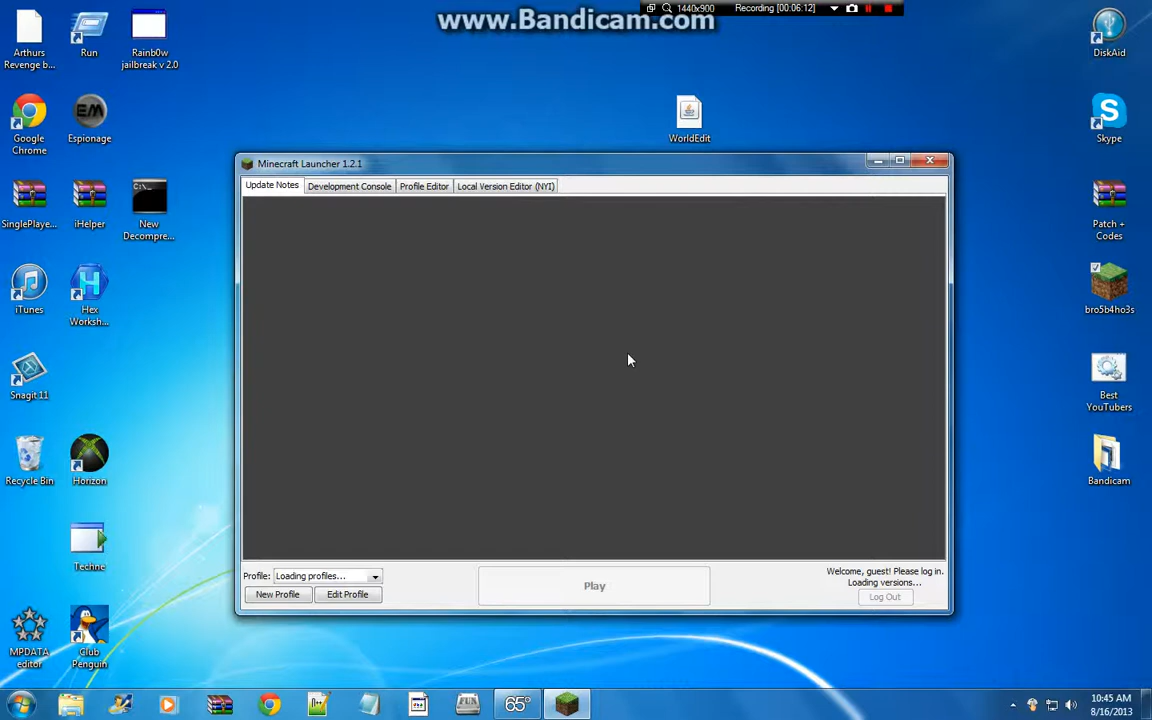 www.Bandicam.com
1440x900
Recording [00:06:12]
Arthurs
Revenge b...
Run
Rainb0w
jailbreak v 2.0
DiskAid
Google
Chrome
Espionage
WorldEdit
Skype
Minecraft Launcher 1.2.1
Update Notes
Development Console
Profile Editor
Local Version Editor (NYI)
SinglePlaye...
iHelper
C:\
New
Decompre...
Patch +
Codes
iTunes
Hex
Worksh...
bro5b4ho3s
Snagit 11
Best
YouTubers
Recycle Bin
Horizon
Bandicam
Techne
Profile: Loading profiles...
New Profile
Edit Profile
Play
Welcome, guest! Please log in.
Loading versions...
Log Out
MPDATA
editor
Club
Penguin
FUN
65°
10:45 AM
8/16/2013